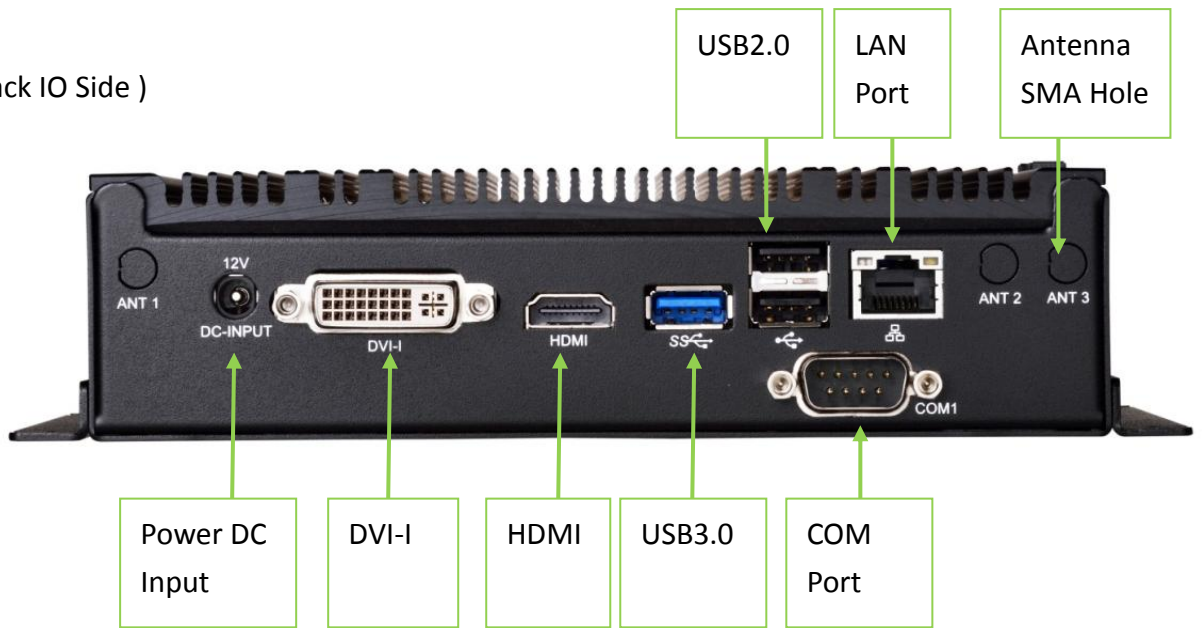 USB2.0
LAN
Port
Antenna
SMA Hole
ck IO Side )
12V
ANT 1
DC-INPUT
DVI-I
HDMI
SS
ANT 2
ANT 3
COM1
Power DC
Input
DVI-I
HDMI
USB3.0
COM
Port